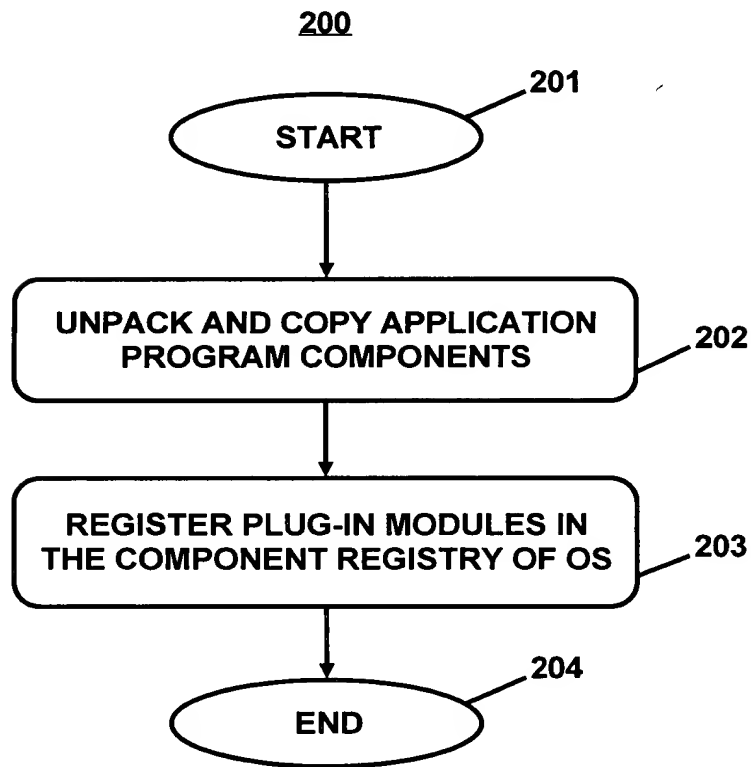 200
201
START
UNPACK AND COPY APPLICATION
PROGRAM COMPONENTS
202
REGISTER PLUG-IN MODULES IN
THE COMPONENT REGISTRY OF OS
203
204
END